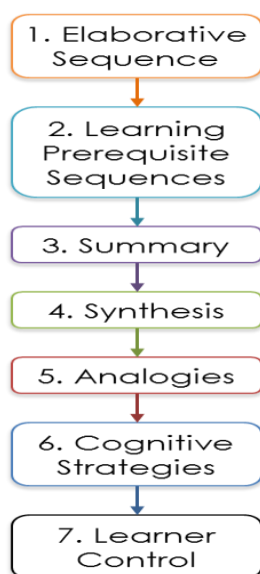 1. Elaborative
Sequence
2. Learning
Prerequisite
Sequences
3. Summary
4. Synthesis
5. Analogies
6. Cognitive
Strategies
7. Learner
Control